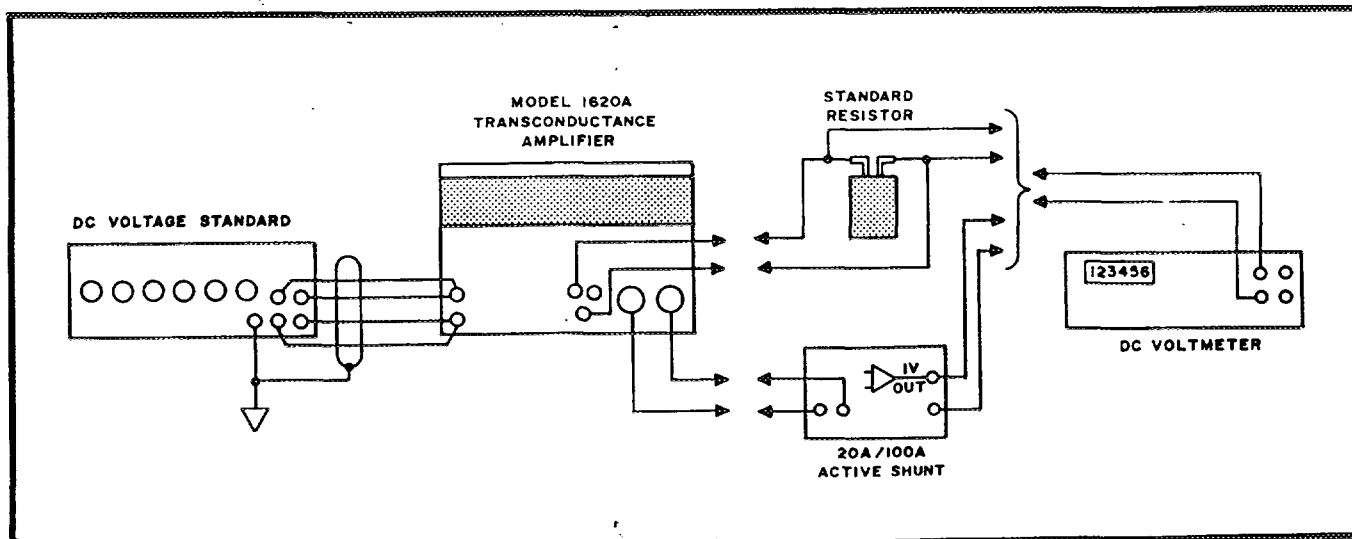 MODEL 1620A
TRANSCONDUCTANCE
AMPLIFIER
STANDARD
RESISTOR
DC VOLTAGE STANDARD
123456
DC VOLTMETER
1V
OUT
20A/100A
ACTIVE SHUNT